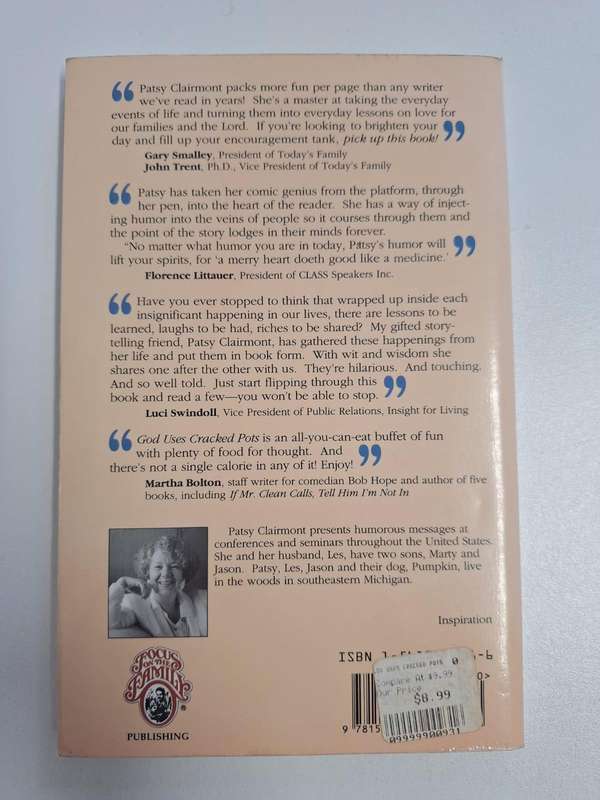 “ Patsy Clairmont packs more fun per page than any writer
we've read in years! She's a master at taking the everyday
events of life and turning them into everyday lessons on love for
our families and the Lord. If you're looking to brighten your
day and fill up your encouragement tank, pick up this book! ”
Gary Smalley, President of Today's Family
John Trent, Ph.D., Vice President of Today's Family
“ Patsy has taken her comic genius from the platform, through
her pen, into the heart of the reader. She has a way of inject-
ing humor into the veins of people so it courses through them and
the point of the story lodges in their minds forever.
“No matter what humor you are in today, Patsy's humor will
lift your spirits, for ‘a merry heart doeth good like a medicine.’ ”
Florence Littauer, President of CLASS Speakers Inc.
“ Have you ever stopped to think that wrapped up inside each
insignificant happening in our lives, there are lessons to be
learned, laughs to be had, riches to be shared? My gifted story-
telling friend, Patsy Clairmont, has gathered these happenings from
her life and put them in book form. With wit and wisdom she
shares one after the other with us. They're hilarious. And touching.
And so well told. Just start flipping through this
book and read a few—you won't be able to stop. ”
Luci Swindoll, Vice President of Public Relations, Insight for Living
“ God Uses Cracked Pots is an all-you-can-eat buffet of fun
with plenty of food for thought. And
there's not a single calorie in any of it! Enjoy! ”
Martha Bolton, staff writer for comedian Bob Hope and author of five
books, including If Mr. Clean Calls, Tell Him I'm Not In
Patsy Clairmont presents humorous messages at
conferences and seminars throughout the United States.
She and her husband, Les, have two sons, Marty and
Jason. Patsy, Les, Jason and their dog, Pumpkin, live
in the woods in southeastern Michigan.
Inspiration
FOCUS
ON THE
FAMILY
®
PUBLISHING
ISBN
USES CRACKED POTS 0
Compare At $9.99
Our Price
$8.99
09999900931
9 7815